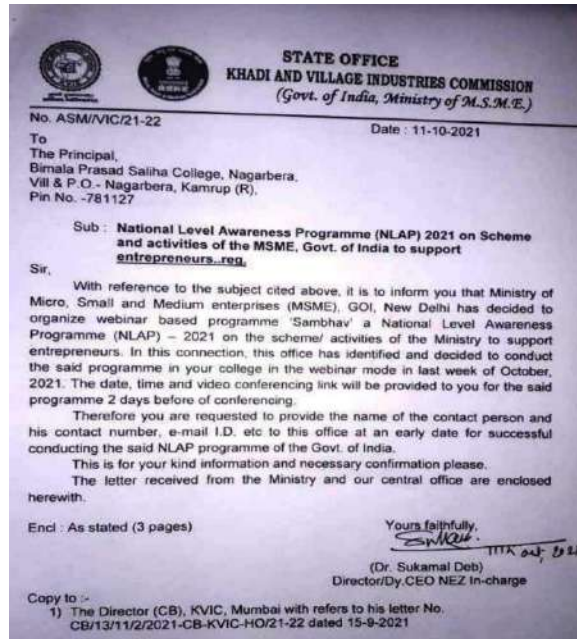 STATE OFFICE
KHADI AND VILLAGE INDUSTRIES COMMISSION
(Govt. of India, Ministry of M.S.M.E.)
No. ASM/VIC/21-22
Date : 11-10-2021
To
The Principal,
Bimala Prasad Saliha College, Nagarbera,
Vill & P.O.- Nagarbera, Kamrup (R),
Pin No. -781127
Sub : National Level Awareness Programme (NLAP) 2021 on Scheme
and activities of the MSME, Govt. of India to support
entrepreneurs..reg.
Sir,
With reference to the subject cited above, it is to inform you that Ministry of
Micro, Small and Medium enterprises (MSME), GOI, New Delhi has decided to
organize webinar based programme 'Sambhav' a National Level Awareness
Programme (NLAP) – 2021 on the scheme/ activities of the Ministry to support
entrepreneurs. In this connection, this office has identified and decided to conduct
the said programme in your college in the webinar mode in last week of October,
2021. The date, time and video conferencing link will be provided to you for the said
programme 2 days before of conferencing.
Therefore you are requested to provide the name of the contact person and
his contact number, e-mail I.D. etc to this office at an early date for successful
conducting the said NLAP programme of the Govt. of India.
This is for your kind information and necessary confirmation please.
The letter received from the Ministry and our central office are enclosed
herewith.
Encl : As stated (3 pages)
Yours faithfully,
(Dr. Sukamal Deb)
Director/Dy.CEO NEZ In-charge
Copy to :-
1) The Director (CB), KVIC, Mumbai with refers to his letter No.
CB/13/11/2/2021-CB-KVIC-HO/21-22 dated 15-9-2021